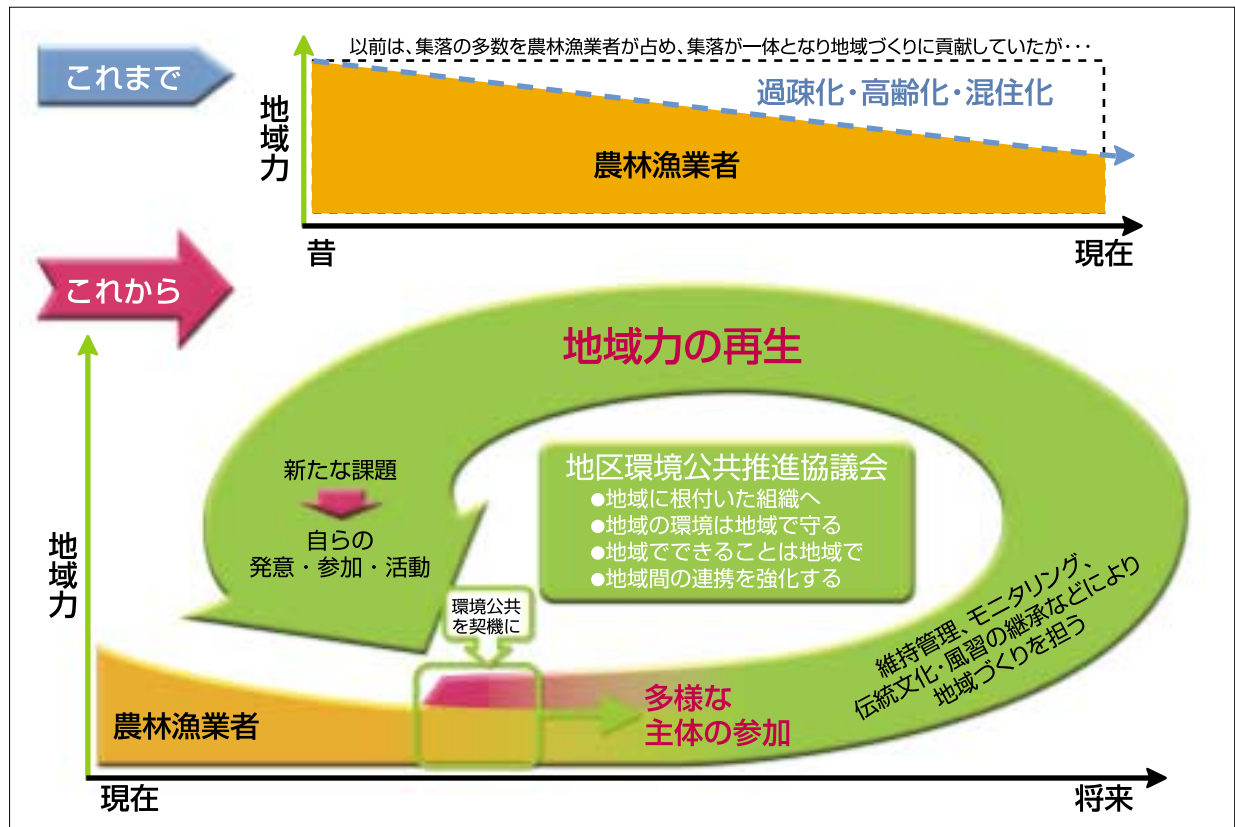 これまで
以前は、集落の多数を農林漁業者が占め、集落が一体となり地域づくりに貢献していたが･･･
過疎化・高齢化・混住化
地域力
農林漁業者
昔
現在
これから
地域力の再生
新たな課題
自らの
発意・参加・活動
地区環境公共推進協議会
●地域に根付いた組織へ
●地域の環境は地域で守る
●地域でできることは地域で
●地域間の連携を強化する
地域力
環境公共
を契機に
維持管理、モニタリング、
伝統文化・風習の継承などにより
地域づくりを担う
多様な
主体の参加
農林漁業者
現在
将来